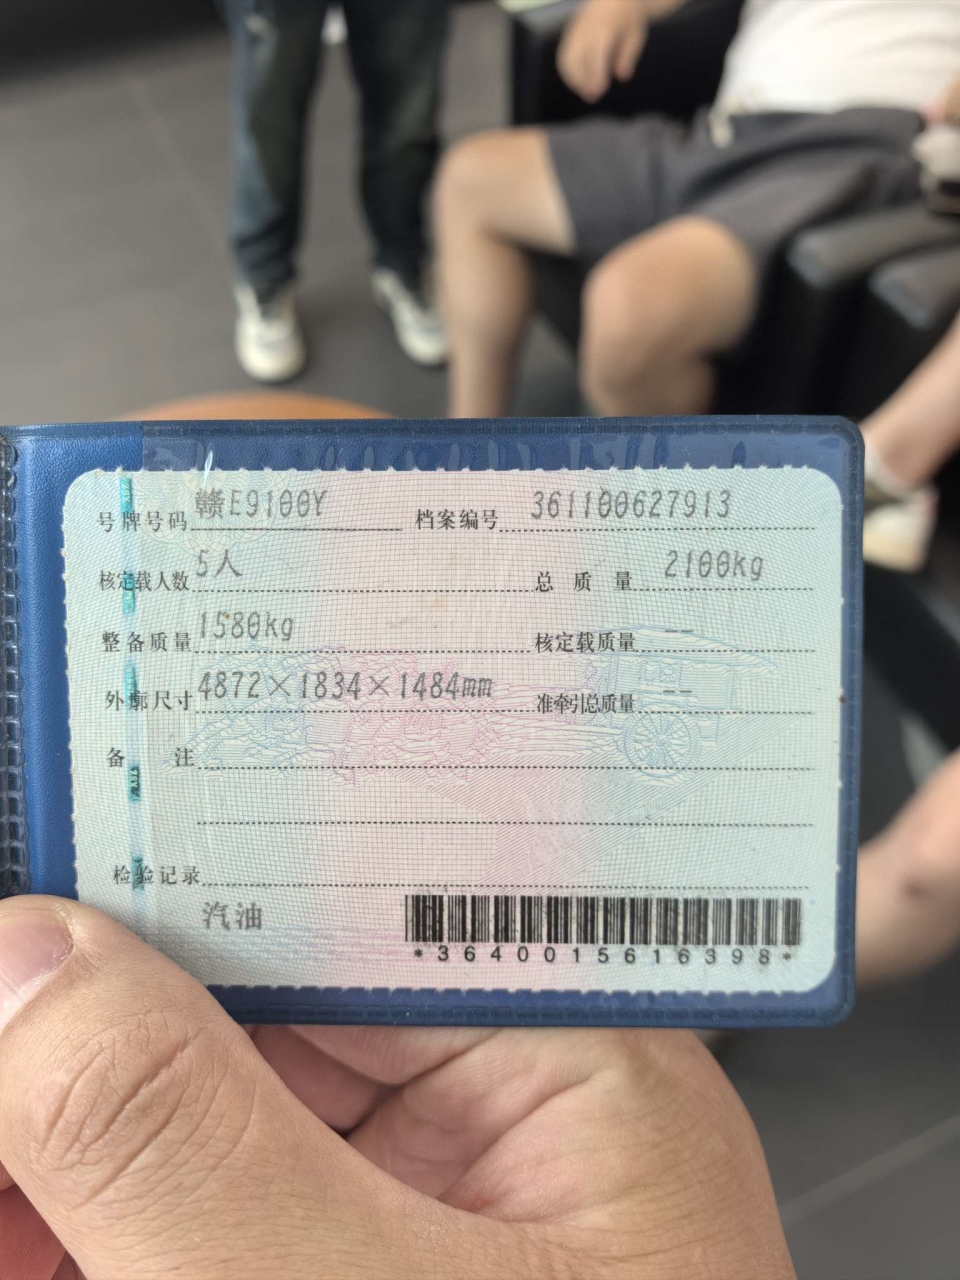 号牌号码 赣E9100Y 档案编号 361100627913
核定载人数 5人 总质量 2100kg
整备质量 1580kg 核定载质量 --
外廓尺寸 4872×1834×1484mm 准牵引总质量 --
备注
检验记录
汽油
*3640015616398*